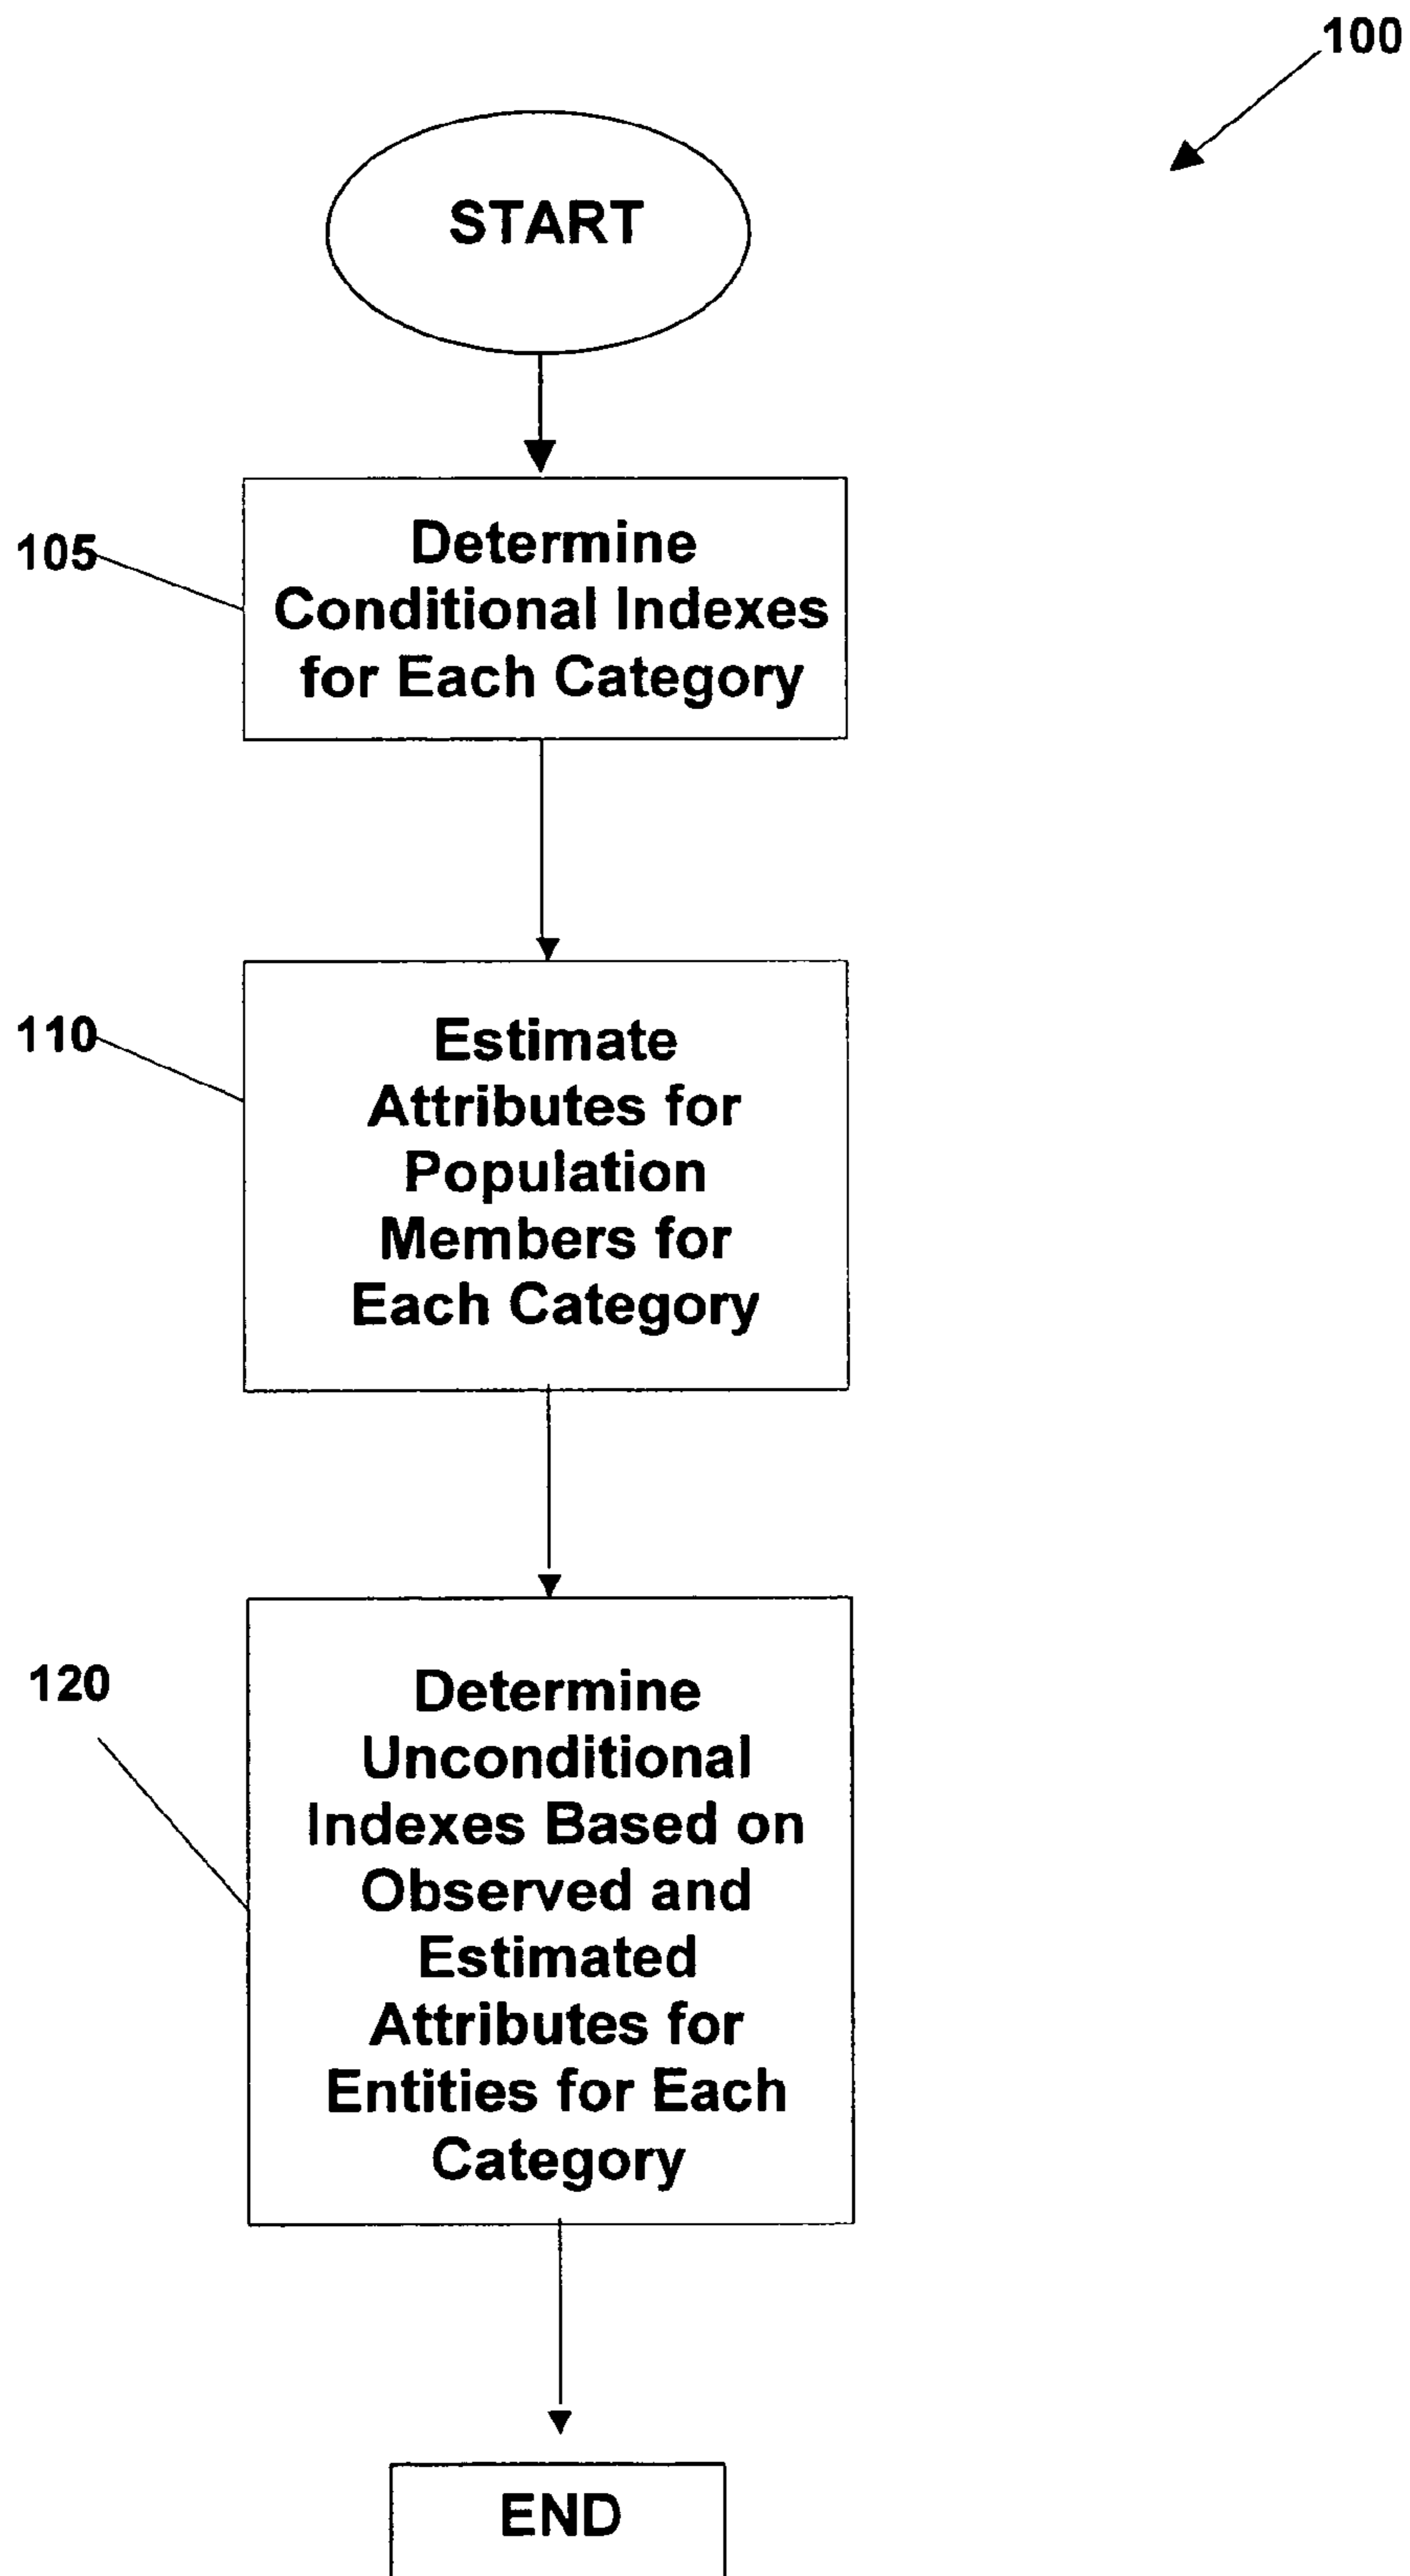 100
START
105
Determine
Conditional Indexes
for Each Category
110
Estimate
Attributes for
Population
Members for
Each Category
120
Determine
Unconditional
Indexes Based on
Observed and
Estimated
Attributes for
Entities for Each
Category
END